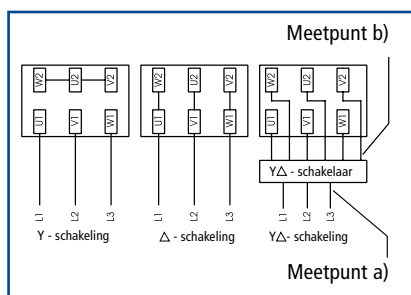 Meetpunt b)
W2 U2 V2 W2 U2 V2 W2 U2 V2
U1 V1 W1 U1 V1 W1 U1 V1 W1
Y△ - schakelaar
L1 L2 L3 L1 L2 L3 L1 L2 L3
Y - schakeling △ - schakeling Y△- schakeling
Meetpunt a)